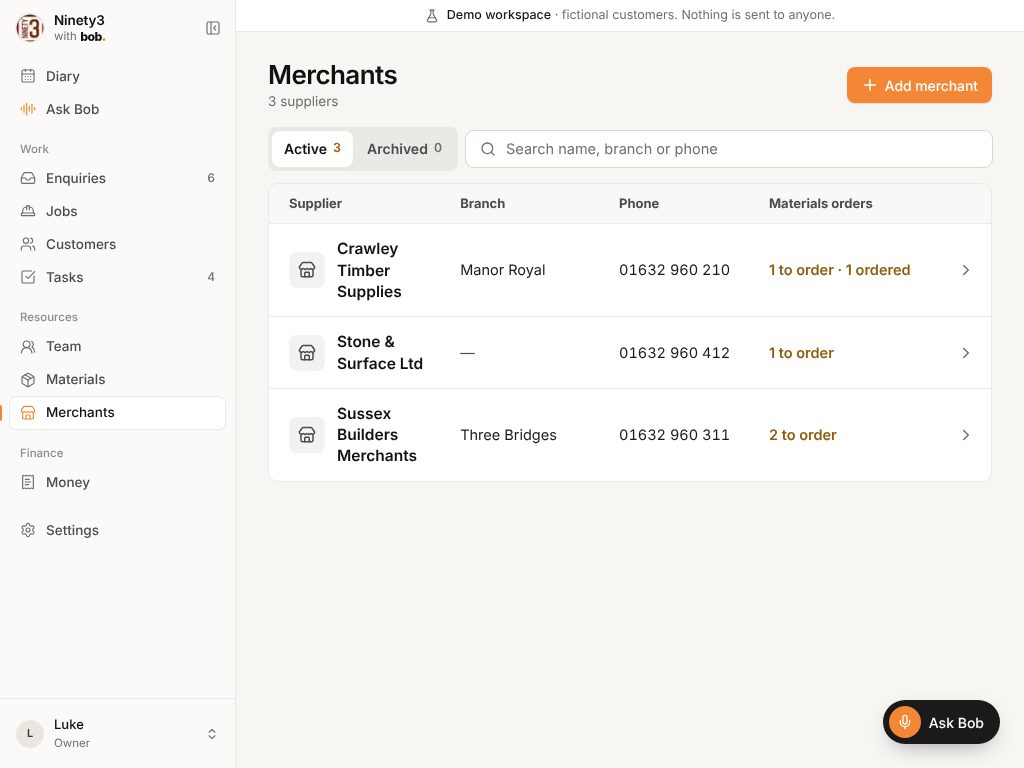 Ninety3
with bob.
Diary
Ask Bob
Work
Enquiries 6
Jobs
Customers
Tasks 4
Resources
Team
Materials
Merchants
Finance
Money
Settings
L
Luke
Owner
Demo workspace · fictional customers. Nothing is sent to anyone.
Merchants
3 suppliers
+ Add merchant
Active 3 Archived 0
Search name, branch or phone
Supplier Branch Phone Materials orders
Crawley
Timber
Supplies
Manor Royal 01632 960 210 1 to order · 1 ordered
Stone &
Surface Ltd
— 01632 960 412 1 to order
Sussex
Builders
Merchants
Three Bridges 01632 960 311 2 to order
Ask Bob